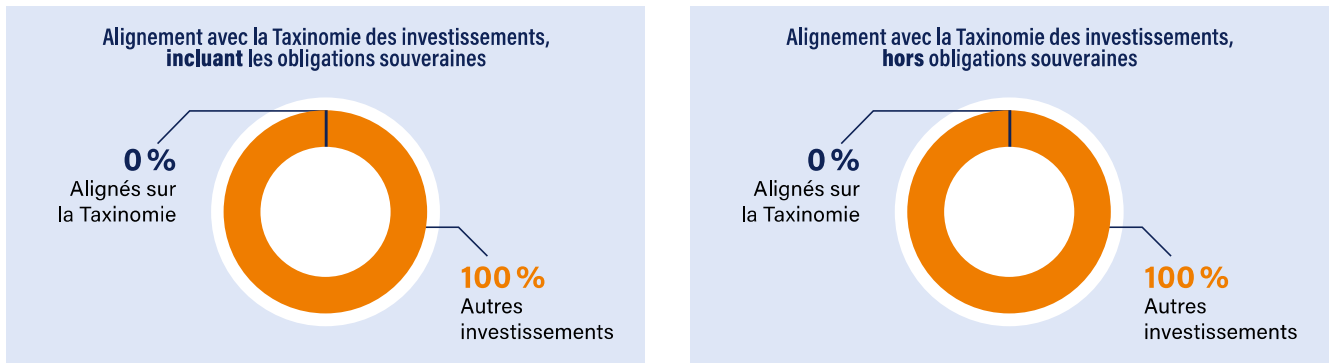 Alignement avec la Taxinomie des investissements,
incluant les obligations souveraines
0 %
Alignés sur
la Taxinomie
100 %
Autres
investissements
Alignement avec la Taxinomie des investissements,
hors obligations souveraines
0 %
Alignés sur
la Taxinomie
100 %
Autres
investissements